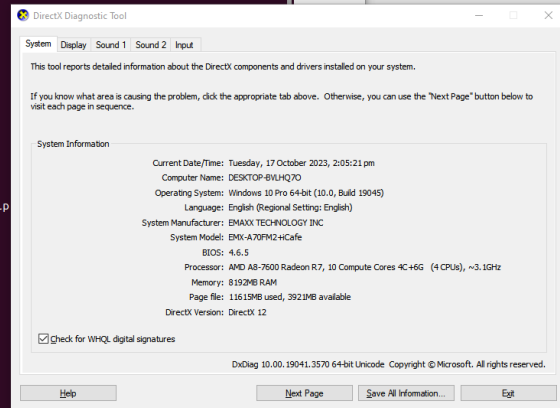 DirectX Diagnostic Tool
System Display Sound 1 Sound 2 Input
This tool reports detailed information about the DirectX components and drivers installed on your system.
If you know what area is causing the problem, click the appropriate tab above. Otherwise, you can use the "Next Page" button below to
visit each page in sequence.
System Information
Current Date/Time: Tuesday, 17 October 2023, 2:05:21 pm
Computer Name: DESKTOP-BVLHQ7O
Operating System: Windows 10 Pro 64-bit (10.0, Build 19045)
Language: English (Regional Setting: English)
lp
System Manufacturer: EMAXX TECHNOLOGY INC
System Model: EMX-A70FM2+iCafe
BIOS: 4.6.5
Processor: AMD A8-7600 Radeon R7, 10 Compute Cores 4C+6G (4 CPUs), ~3.1GHz
Memory: 8192MB RAM
Page file: 11615MB used, 3921MB available
DirectX Version: DirectX 12
Check for WHQL digital signatures
DxDiag 10.00.19041.3570 64-bit Unicode Copyright © Microsoft. All rights reserved.
Help Next Page Save All Information... Exit